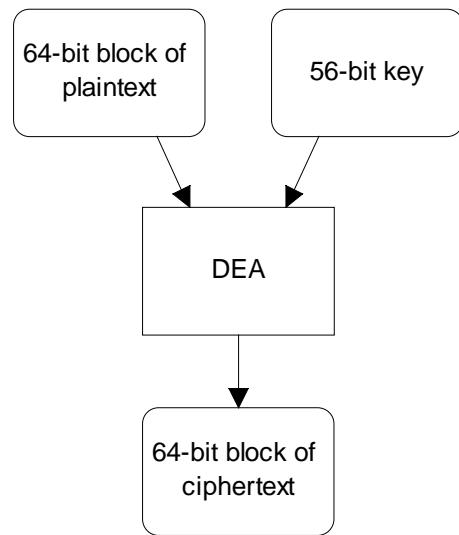 64-bit block of
plaintext
56-bit key
DEA
64-bit block of
ciphertext